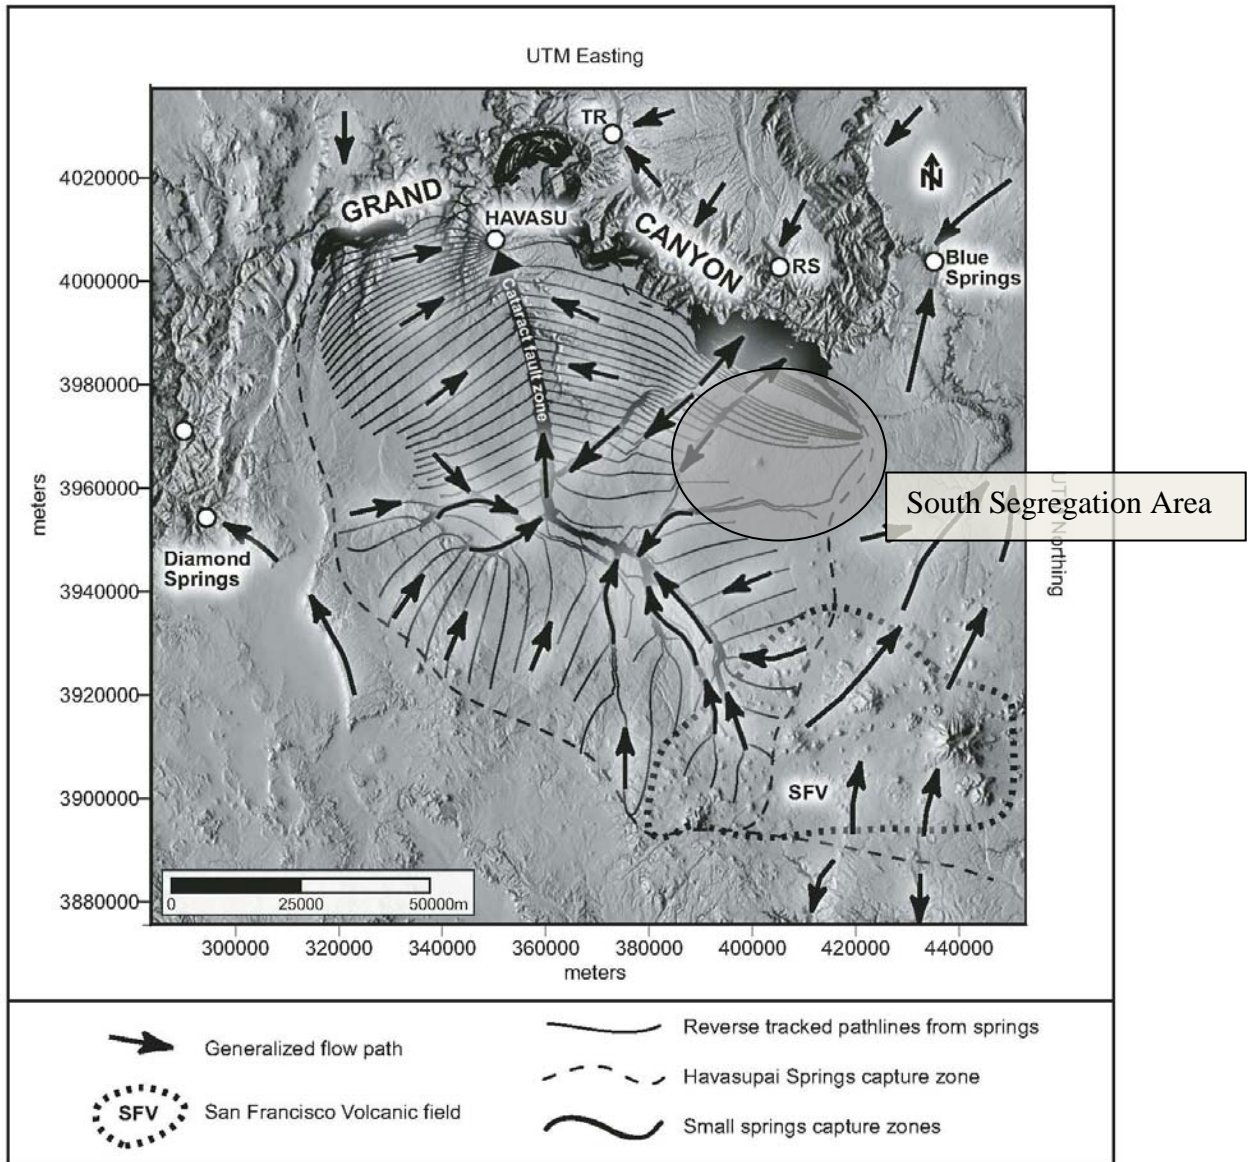 UTM Easting
TR
4020000
N
GRAND
HAVASU
CANYON
RS
Blue
Springs
4000000
Cataract fault zone
3980000
3960000
South Segregation Area
meters
Diamond
Springs
UTM Northing
3940000
3920000
SFV
3900000
3880000
0 25000 50000m
300000 320000 340000 360000 380000 400000 420000 440000
meters
Generalized flow path
Reverse tracked pathlines from springs
Havasupai Springs capture zone
SFV San Francisco Volcanic field
Small springs capture zones